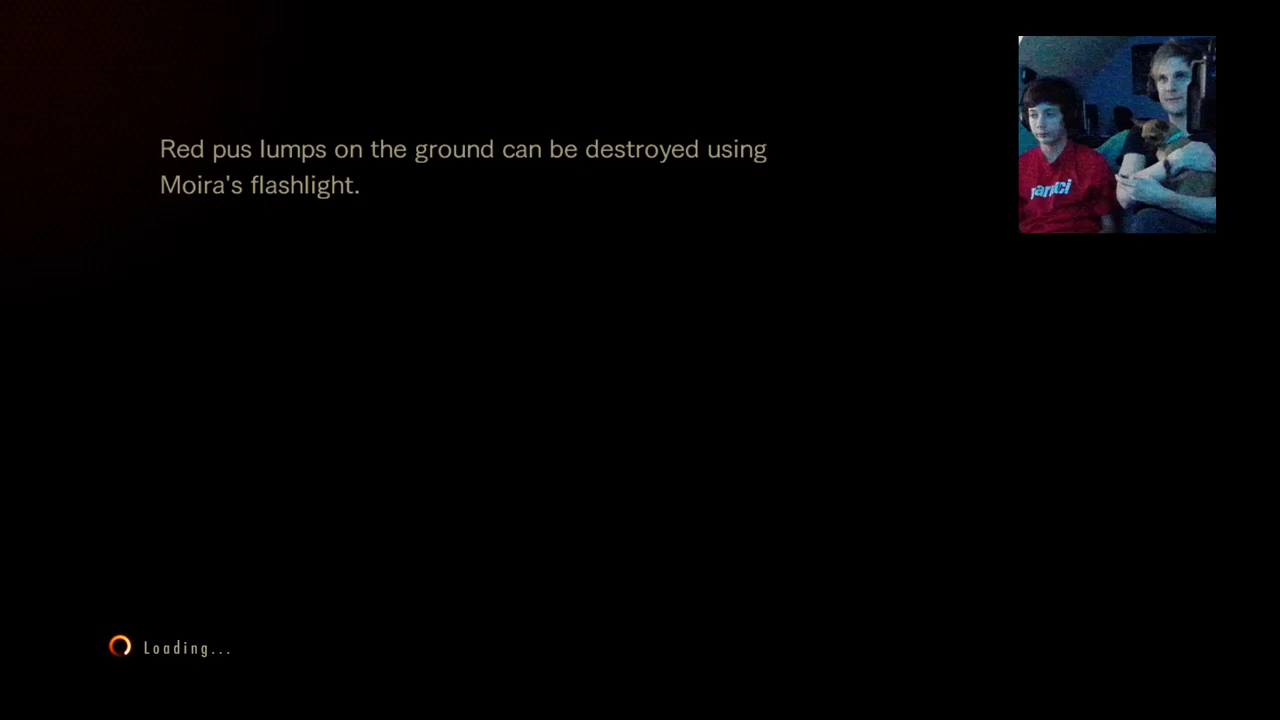 Red pus lumps on the ground can be destroyed using
Moira's flashlight.
Loading...